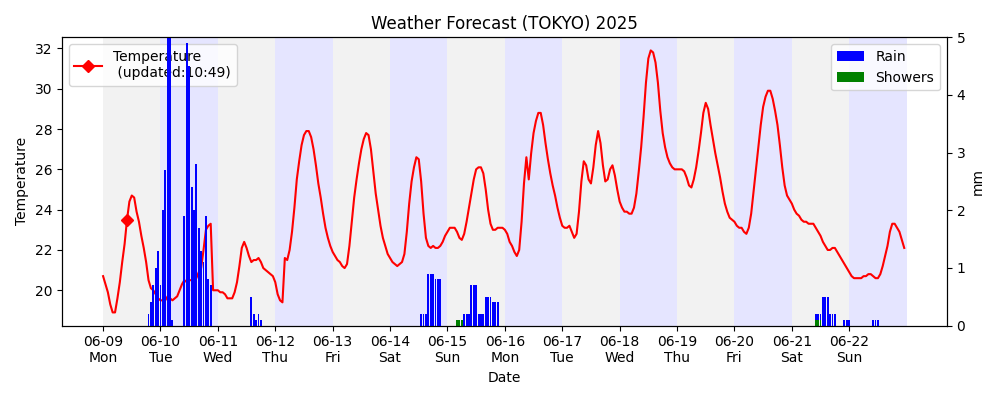 Weather Forecast (TOKYO) 2025
Temperature
(updated:10:49)
Rain
Showers
Temperature
32
30
28
26
24
22
20
5
4
3
2
1
0
mm
06-09 06-10 06-11 06-12 06-13 06-14 06-15 06-16 06-17 06-18 06-19 06-20 06-21 06-22
Mon Tue Wed Thu Fri Sat Sun Mon Tue Wed Thu Fri Sat Sun
Date